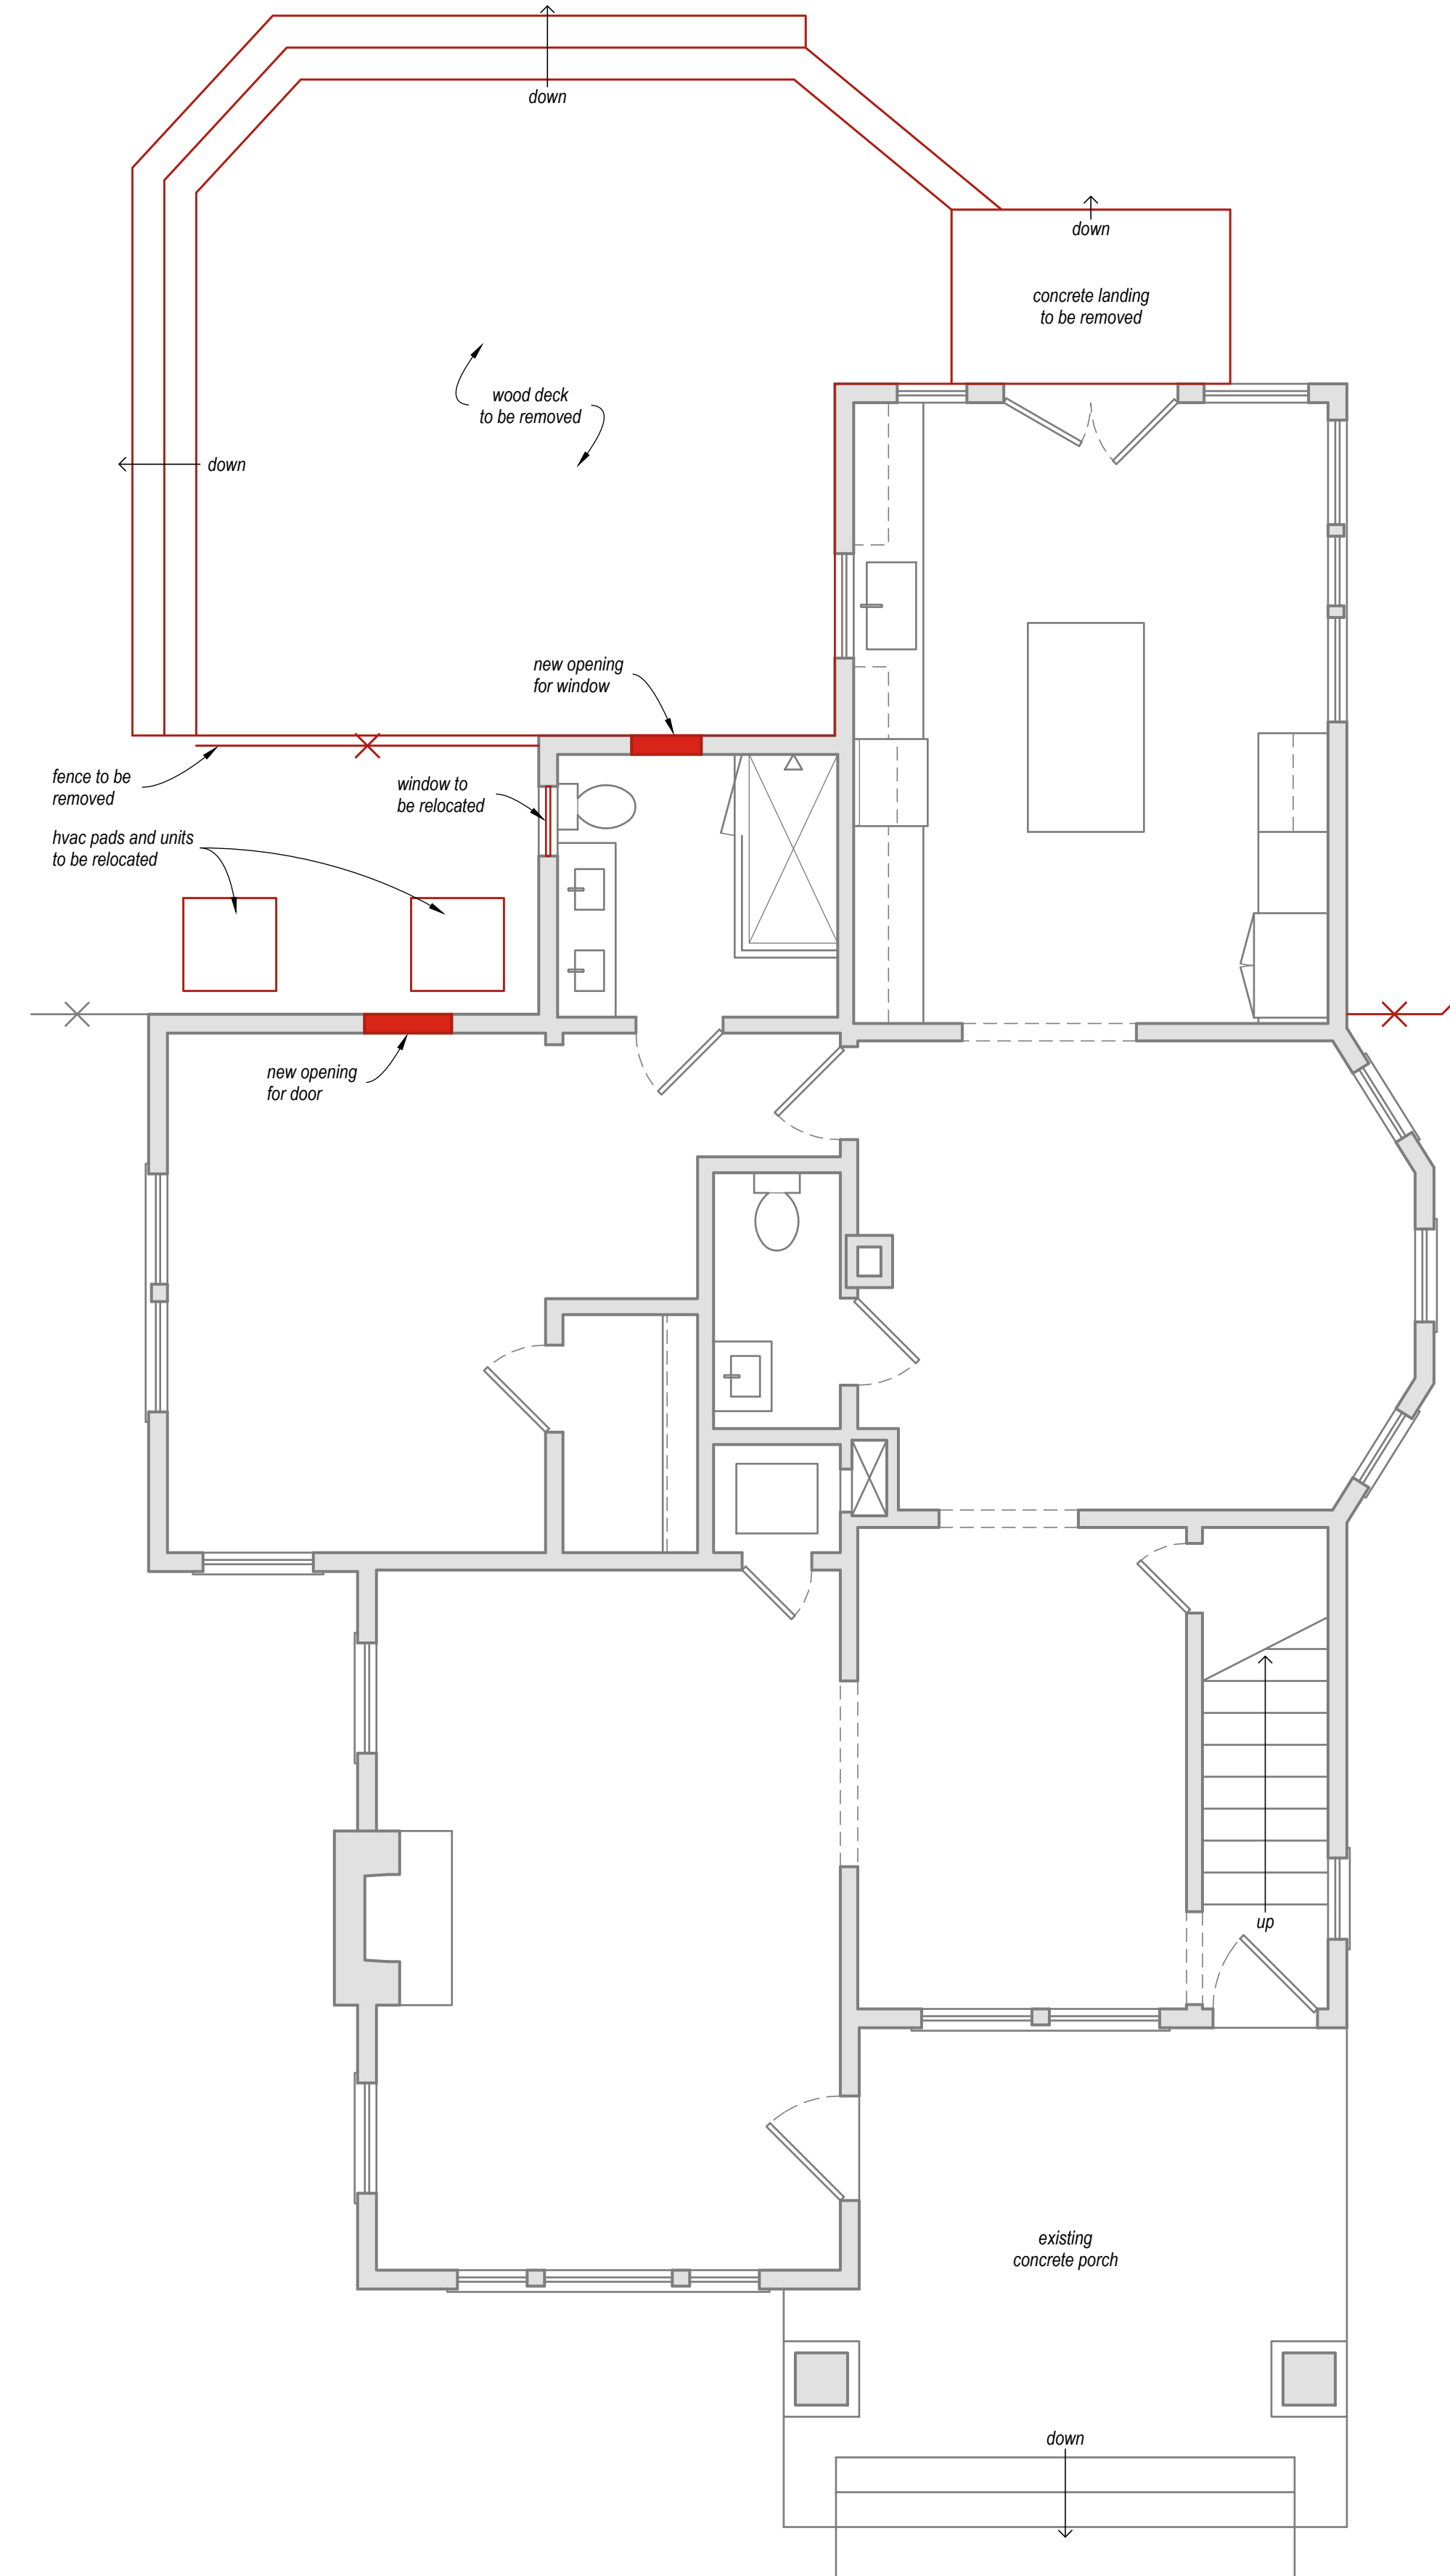 down
down
concrete landing
to be removed
wood deck
to be removed
down
new opening
for window
fence to be
removed
window to
be relocated
hvac pads and units
to be relocated
new opening
for door
up
existing
concrete porch
down